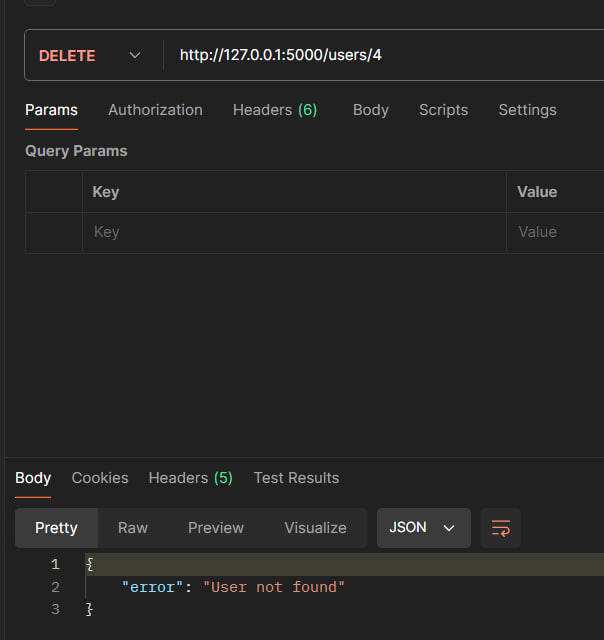 DELETE http://127.0.0.1:5000/users/4
Params Authorization Headers (6) Body Scripts Settings
Query Params
Key Value
Key Value
Body Cookies Headers (5) Test Results
Pretty Raw Preview Visualize JSON
1 {
2 "error": "User not found"
3 }